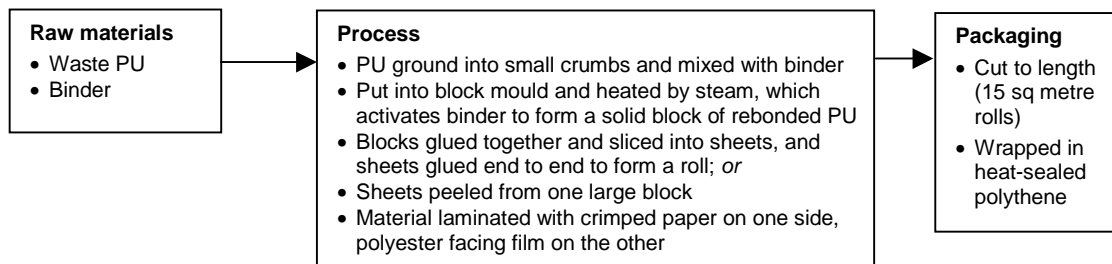 Raw materials
• Waste PU
• Binder
Process
• PU ground into small crumbs and mixed with binder
• Put into block mould and heated by steam, which
activates binder to form a solid block of rebonded PU
• Blocks glued together and sliced into sheets, and
sheets glued end to end to form a roll; or
• Sheets peeled from one large block
• Material laminated with crimped paper on one side,
polyester facing film on the other
Packaging
• Cut to length
(15 sq metre
rolls)
• Wrapped in
heat-sealed
polythene